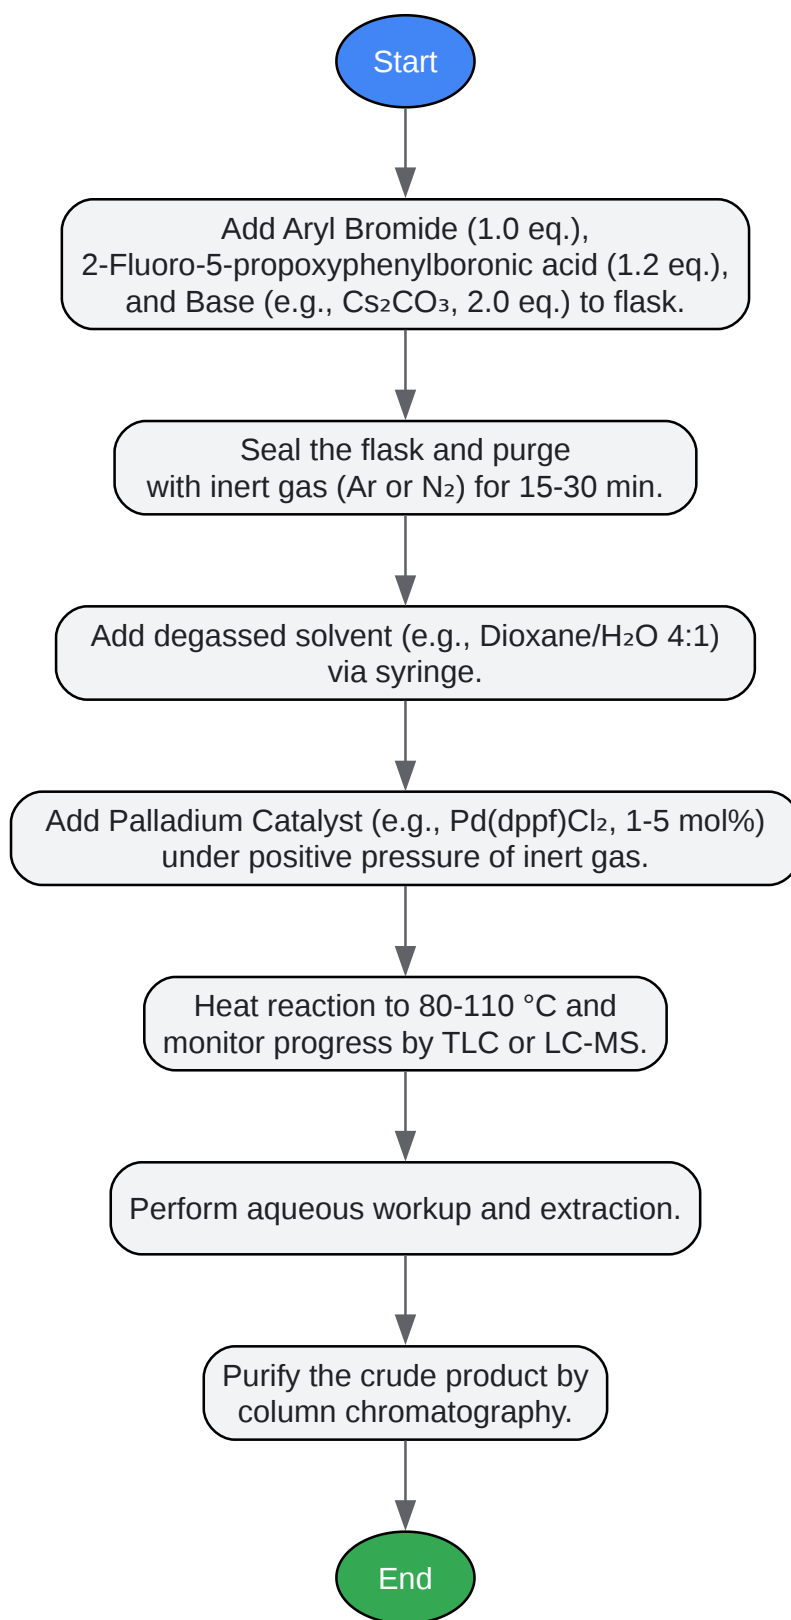 Start
Add Aryl Bromide (1.0 eq.),
2-Fluoro-5-propoxyphenylboronic acid (1.2 eq.),
and Base (e.g., Cs₂CO₃, 2.0 eq.) to flask.
Seal the flask and purge
with inert gas (Ar or N₂) for 15-30 min.
Add degassed solvent (e.g., Dioxane/H₂O 4:1)
via syringe.
Add Palladium Catalyst (e.g., Pd(dppf)Cl₂, 1-5 mol%)
under positive pressure of inert gas.
Heat reaction to 80-110 °C and
monitor progress by TLC or LC-MS.
Perform aqueous workup and extraction.
Purify the crude product by
column chromatography.
End